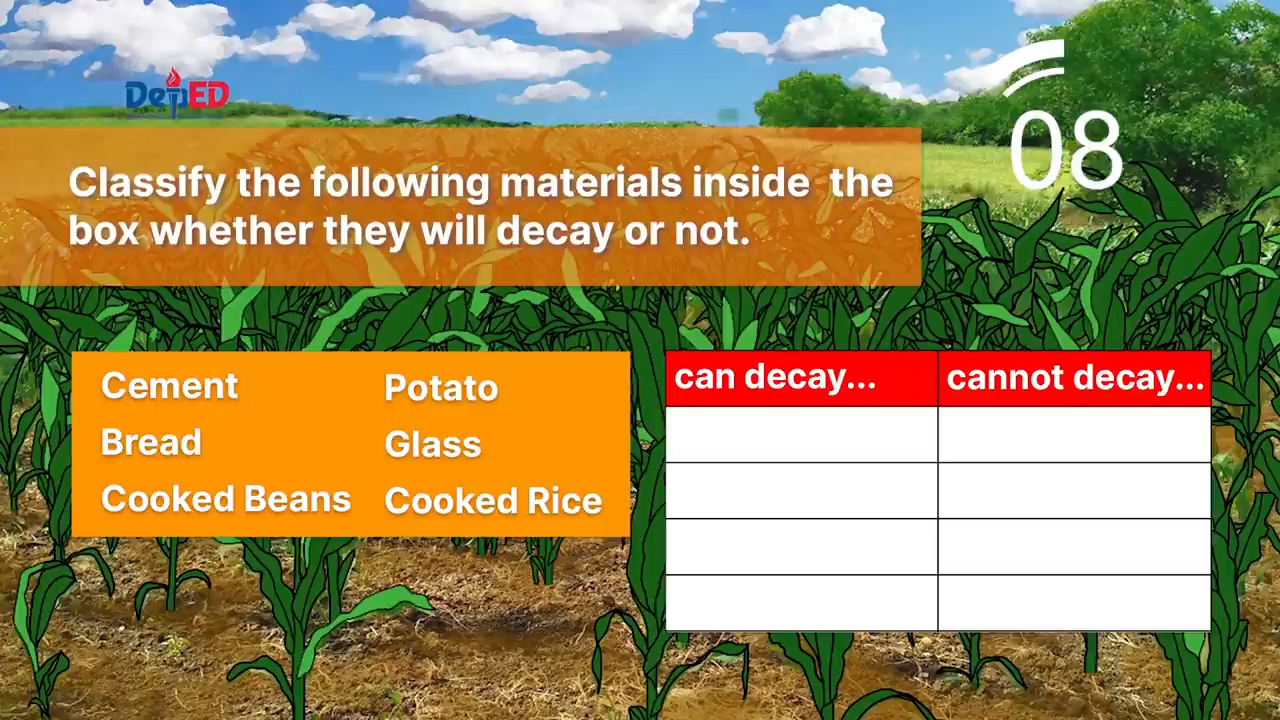 DepED
08
Classify the following materials inside  the
box whether they will decay or not.
Cement
Potato
Bread
Glass
Cooked Beans
Cooked Rice
can decay...
cannot decay...